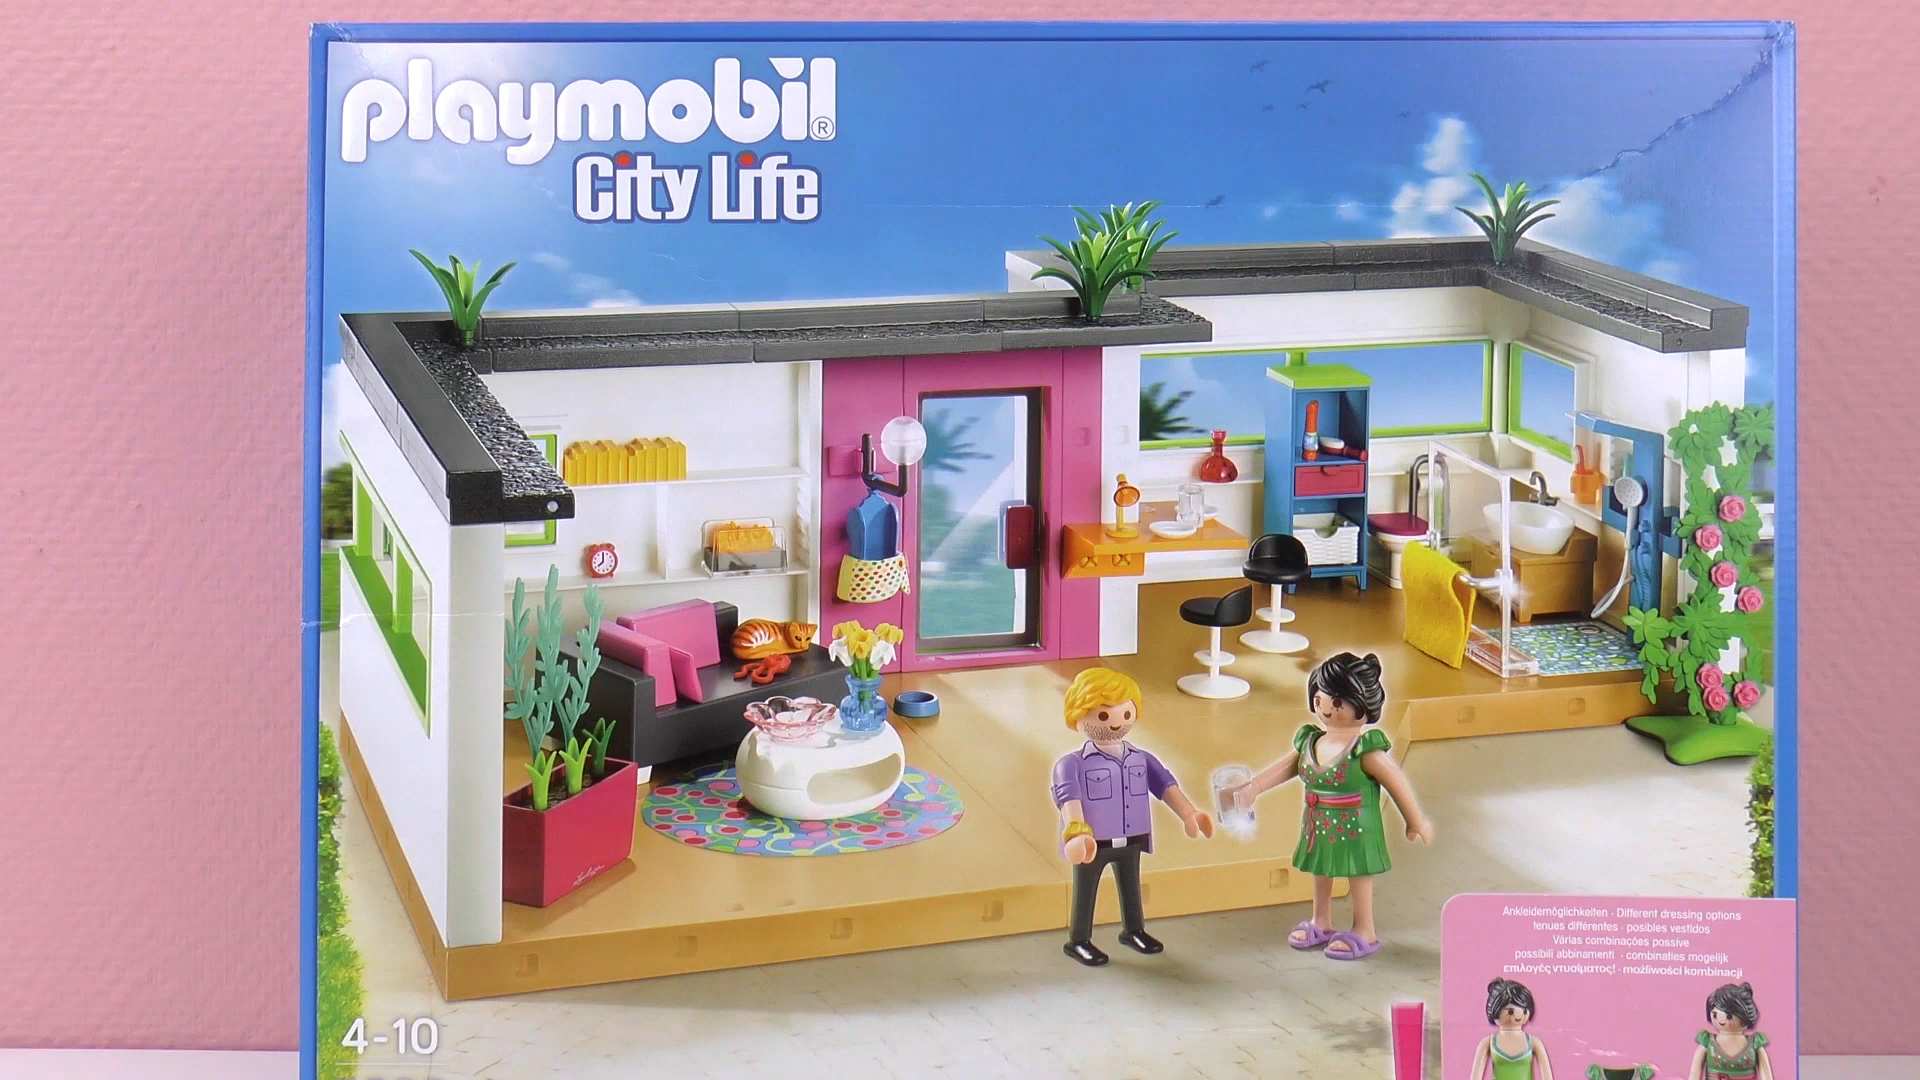 playmobil®
City Life
Ankleidemöglichkeiten · Different dressing options
tenues différentes · posibles vestidos
Várias combinações possive
possibili abbinamenti · combinaties mogelijk
επιλογές ντυσίματος! · możliwości kombinacji
4-10